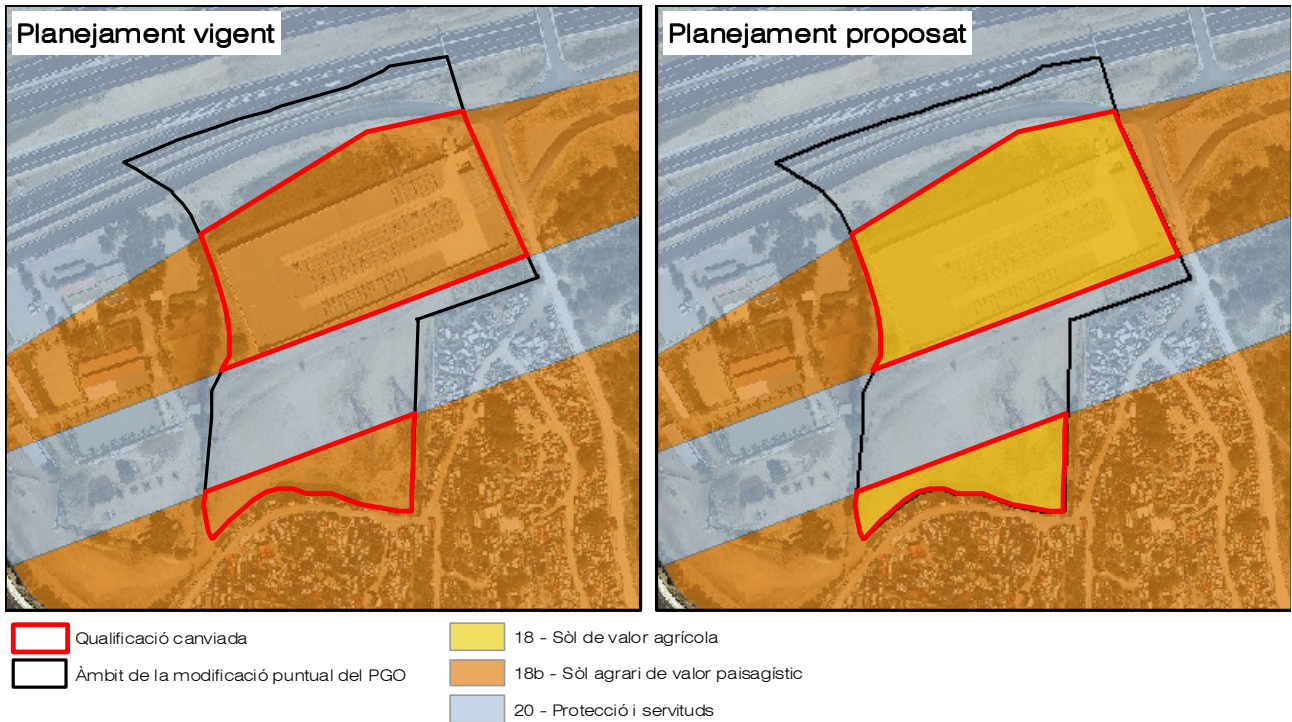 Planejament vigent
Planejament proposat
Qualificació canviada
Àmbit de la modificació puntual del PGO
18 - Sòl de valor agrícola
18b - Sòl agrari de valor paisagístic
20 - Protecció i servituds